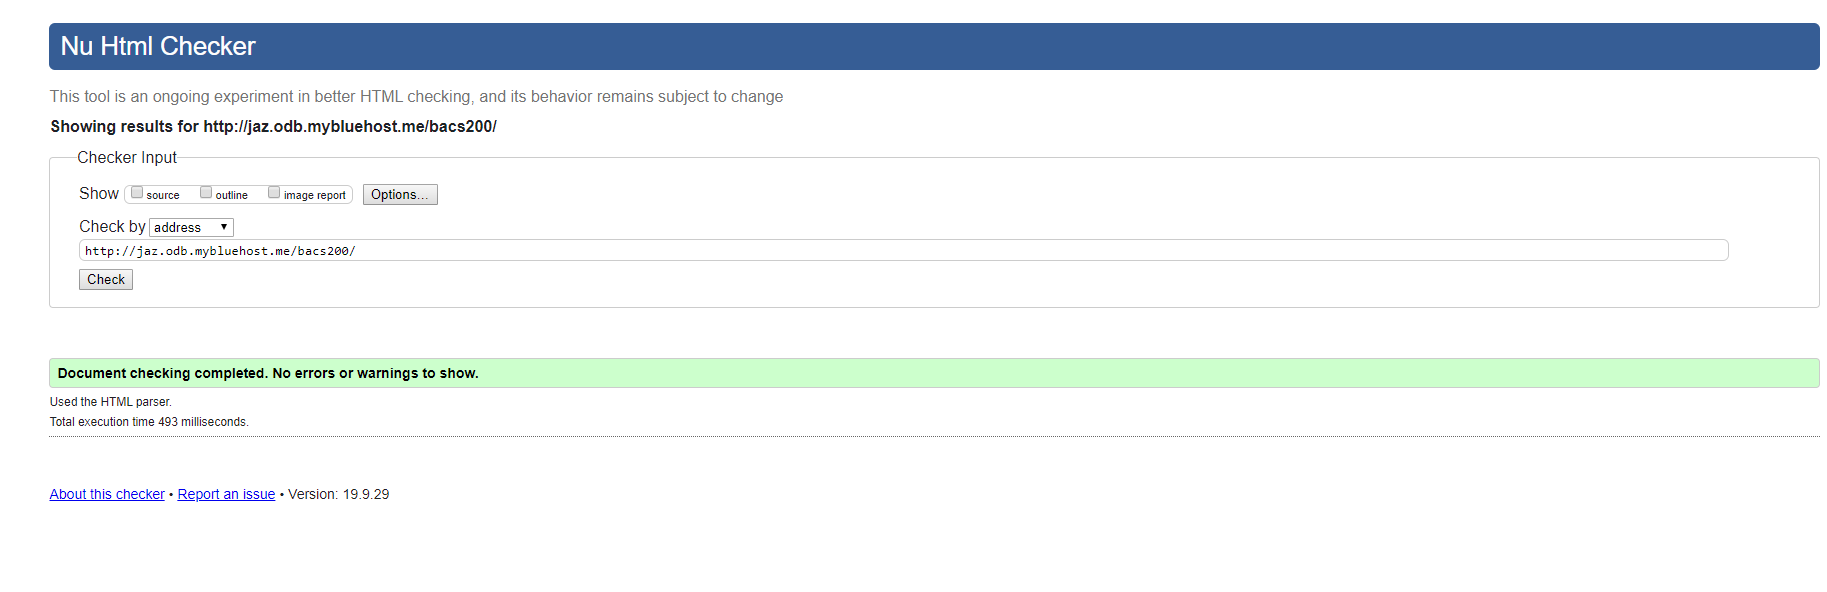 Nu Html Checker
This tool is an ongoing experiment in better HTML checking, and its behavior remains subject to change
Showing results for http://jaz.odb.mybluehost.me/bacs200/
Checker Input
Show source outline image report Options...
Check by address
http://jaz.odb.mybluehost.me/bacs200/
Check
Document checking completed. No errors or warnings to show.
Used the HTML parser.
Total execution time 493 milliseconds.
About this checker • Report an issue • Version: 19.9.29